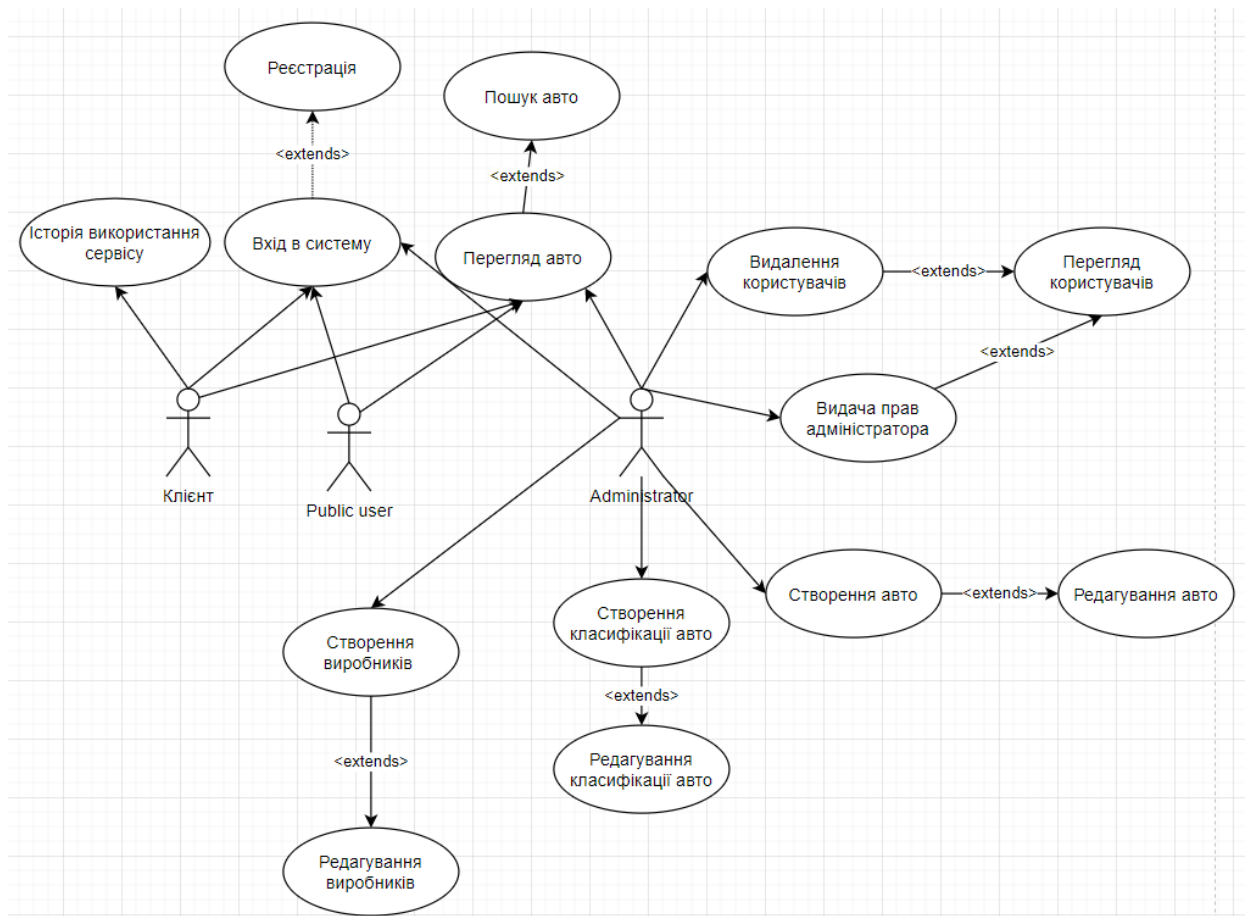 Реєстрація
Пошук авто
<extends>
<extends>
Історія використання
сервісу
Вхід в систему
Перегляд авто
Видалення
користувачів
<extends>
Перегляд
користувачів
<extends>
Видача прав
адміністратора
Клієнт
Public user
Administrator
Створення
виробників
Створення
класифікації авто
Створення авто
<extends>
Редагування авто
<extends>
<extends>
Редагування
класифікації авто
Редагування
виробників